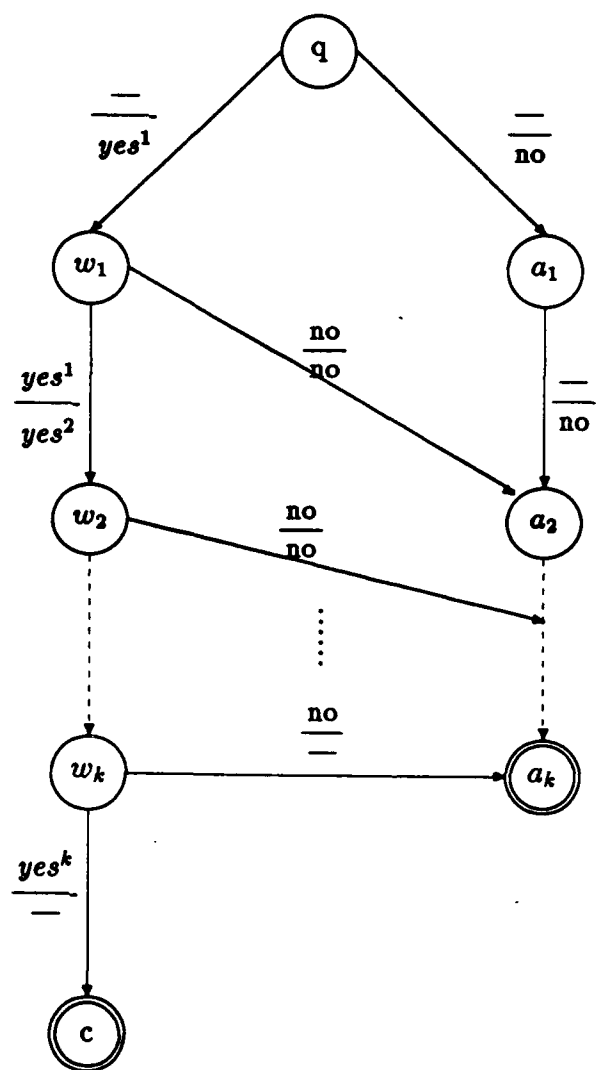 q
—
yes¹
—
no
w₁
a₁
no
no
yes¹
yes²
—
no
w₂
a₂
no
no
no
—
wₖ
aₖ
yesᵏ
—
c